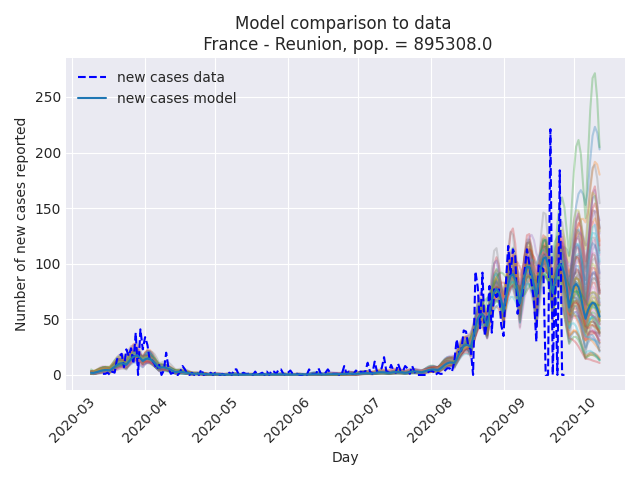 Model comparison to data
France - Reunion, pop. = 895308.0
new cases data
new cases model
Number of new cases reported
250
200
150
100
50
0
2020-03
2020-04
2020-05
2020-06
2020-07
2020-08
2020-09
2020-10
Day